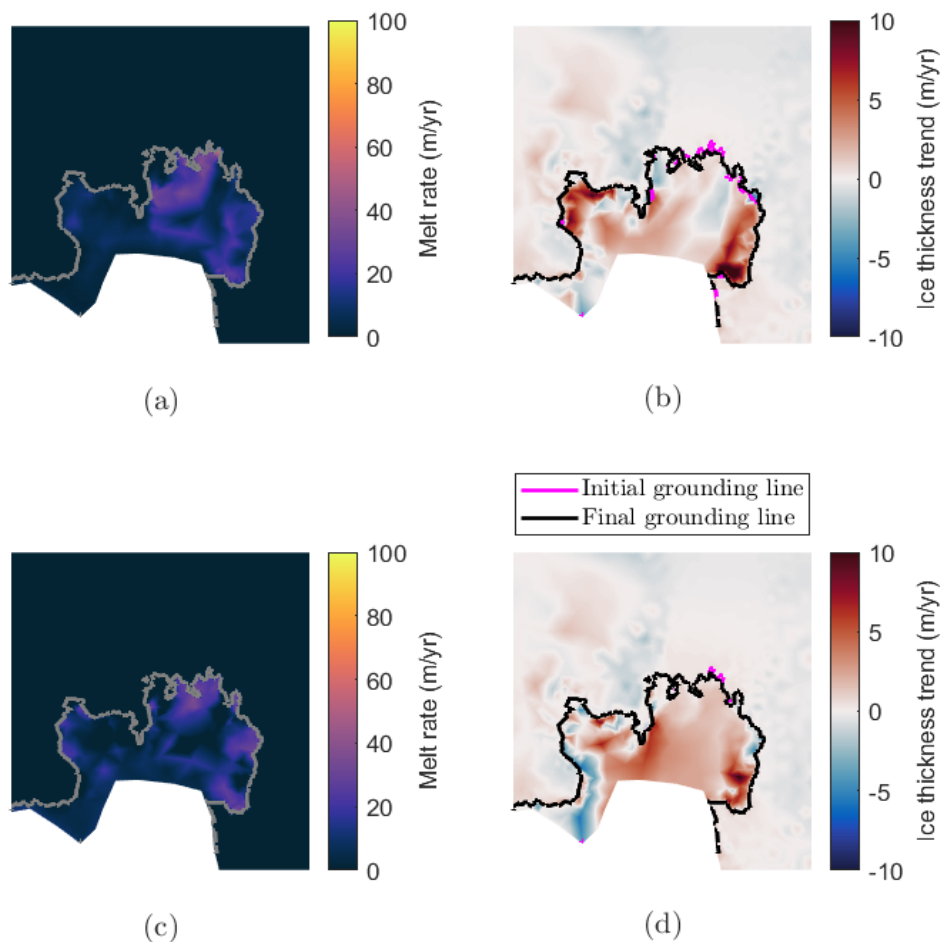 100
80
60
40
20
0
Melt rate (m/yr)
(a)
10
5
0
-5
-10
Ice thickness trend (m/yr)
(b)
Initial grounding line
Final grounding line
100
80
60
40
20
0
Melt rate (m/yr)
(c)
10
5
0
-5
-10
Ice thickness trend (m/yr)
(d)